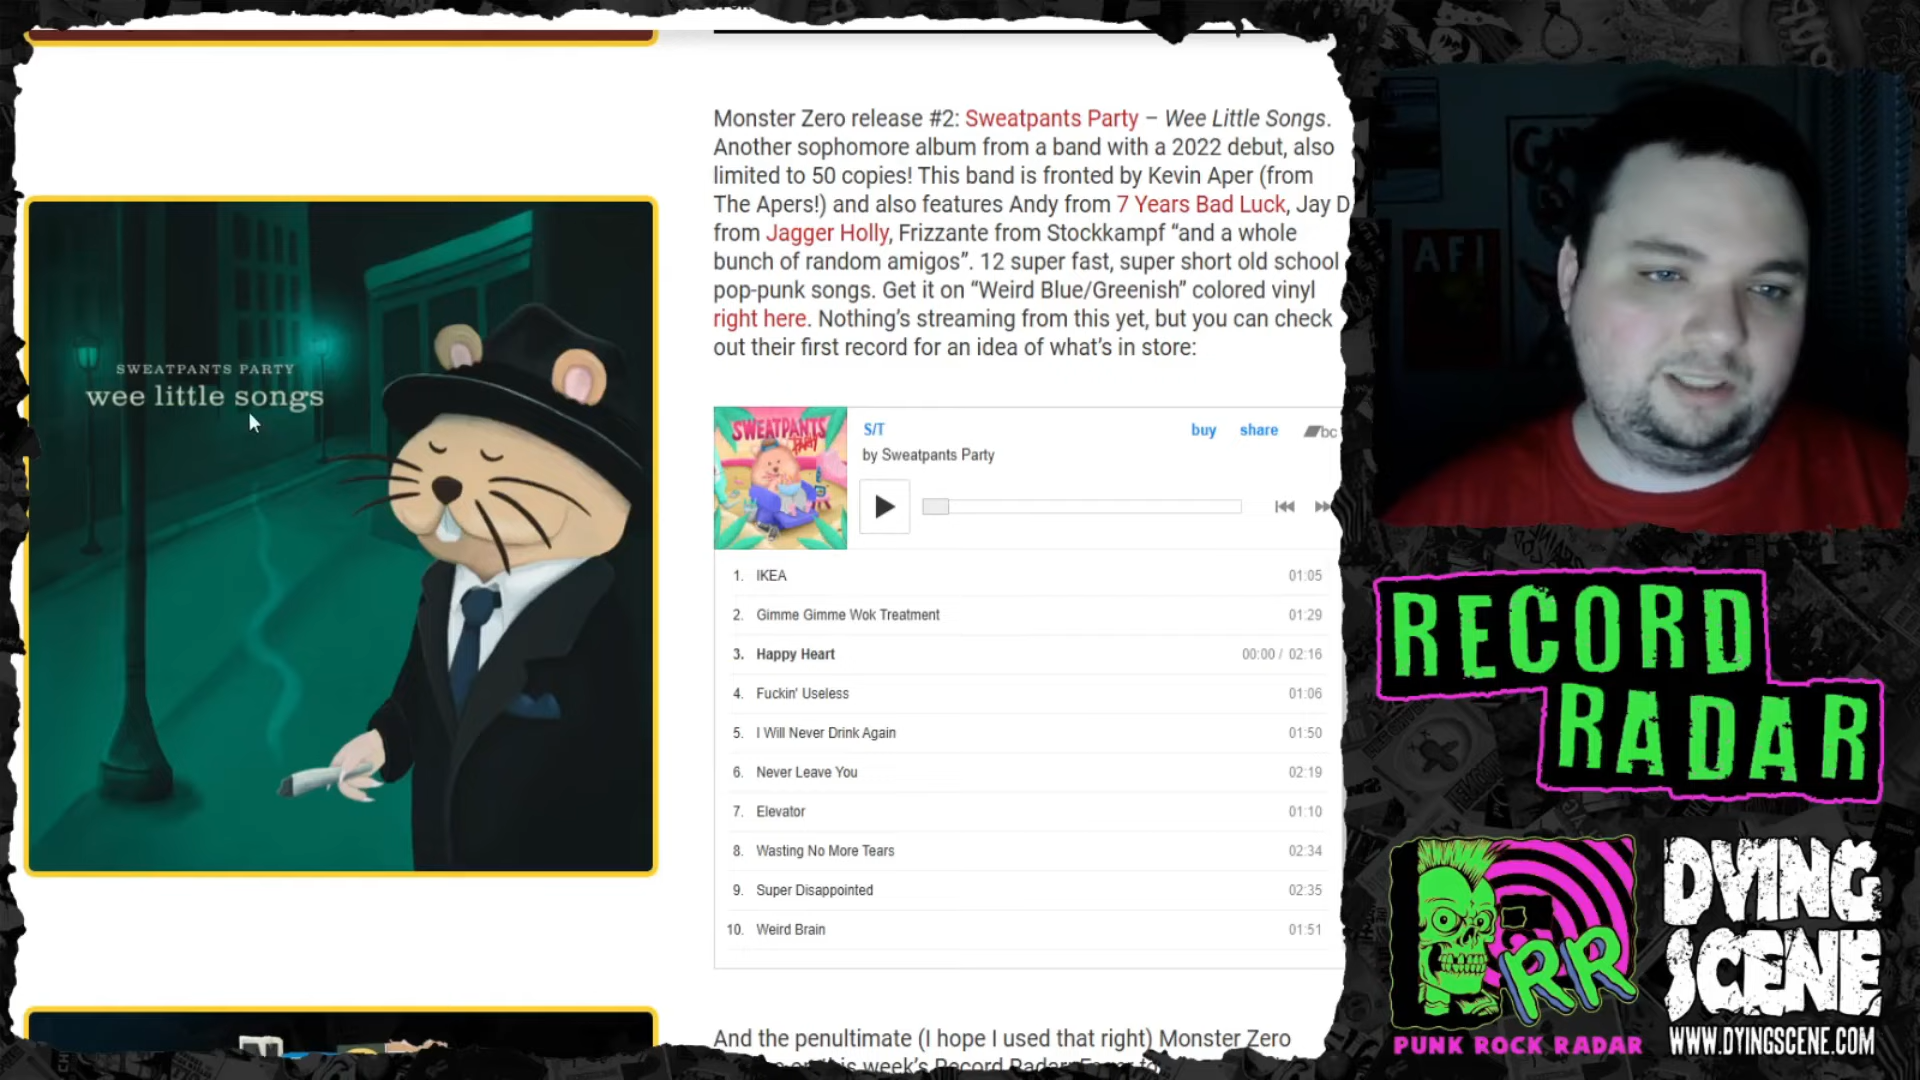 Monster Zero release #2: Sweatpants Party – Wee Little Songs.
Another sophomore album from a band with a 2022 debut, also
limited to 50 copies! This band is fronted by Kevin Aper (from
The Apers!) and also features Andy from 7 Years Bad Luck, Jay D
from Jagger Holly, Frizzante from Stockkampf “and a whole
bunch of random amigos”. 12 super fast, super short old school
pop-punk songs. Get it on “Weird Blue/Greenish” colored vinyl
right here. Nothing’s streaming from this yet, but you can check
out their first record for an idea of what’s in store:
SWEATPANTS PARTY
wee little songs
SWEATPANTS
PARTY
S/T
buy share bc
by Sweatpants Party
1. IKEA 01:05
2. Gimme Gimme Wok Treatment 01:29
3. Happy Heart 00:00 / 02:16
4. Fuckin' Useless 01:06
5. I Will Never Drink Again 01:50
6. Never Leave You 02:19
7. Elevator 01:10
8. Wasting No More Tears 02:34
9. Super Disappointed 02:35
10. Weird Brain 01:51
And the penultimate (I hope I used that right) Monster Zero
this week’s Record Radar
AFI
RECORD
RADAR
RR
PUNK ROCK RADAR
DYING
SCENE
WWW.DYINGSCENE.COM